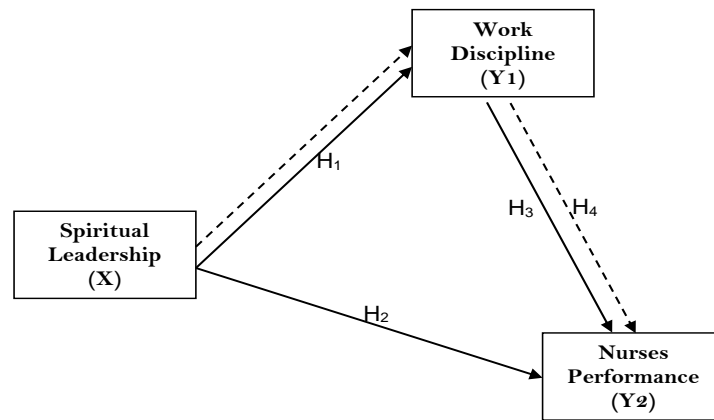 Work
Discipline
(Y1)
H1
H3
H4
Spiritual
Leadership
(X)
H2
Nurses
Performance
(Y2)